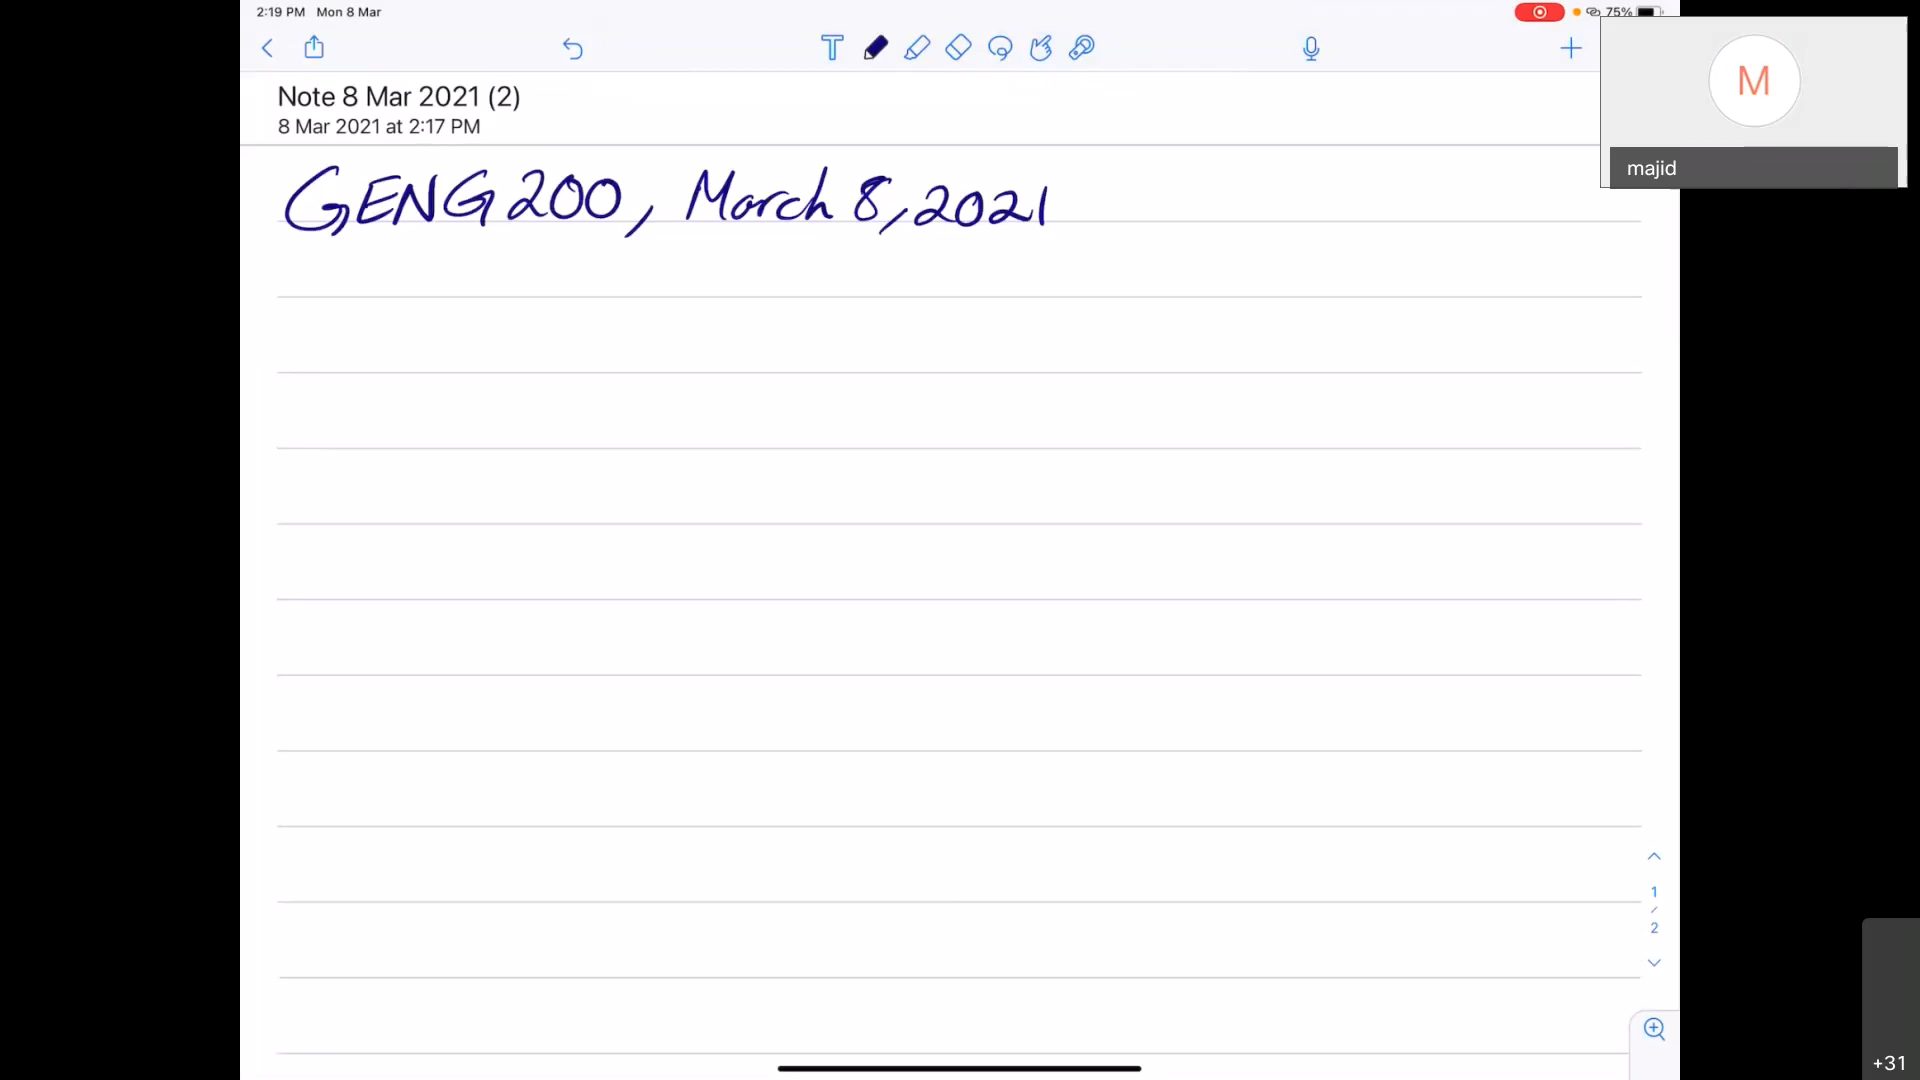 2:19 PM Mon 8 Mar
75%
M
majid
Note 8 Mar 2021 (2)
8 Mar 2021 at 2:17 PM
GENG 200, March 8, 2021
1
/
2
+31